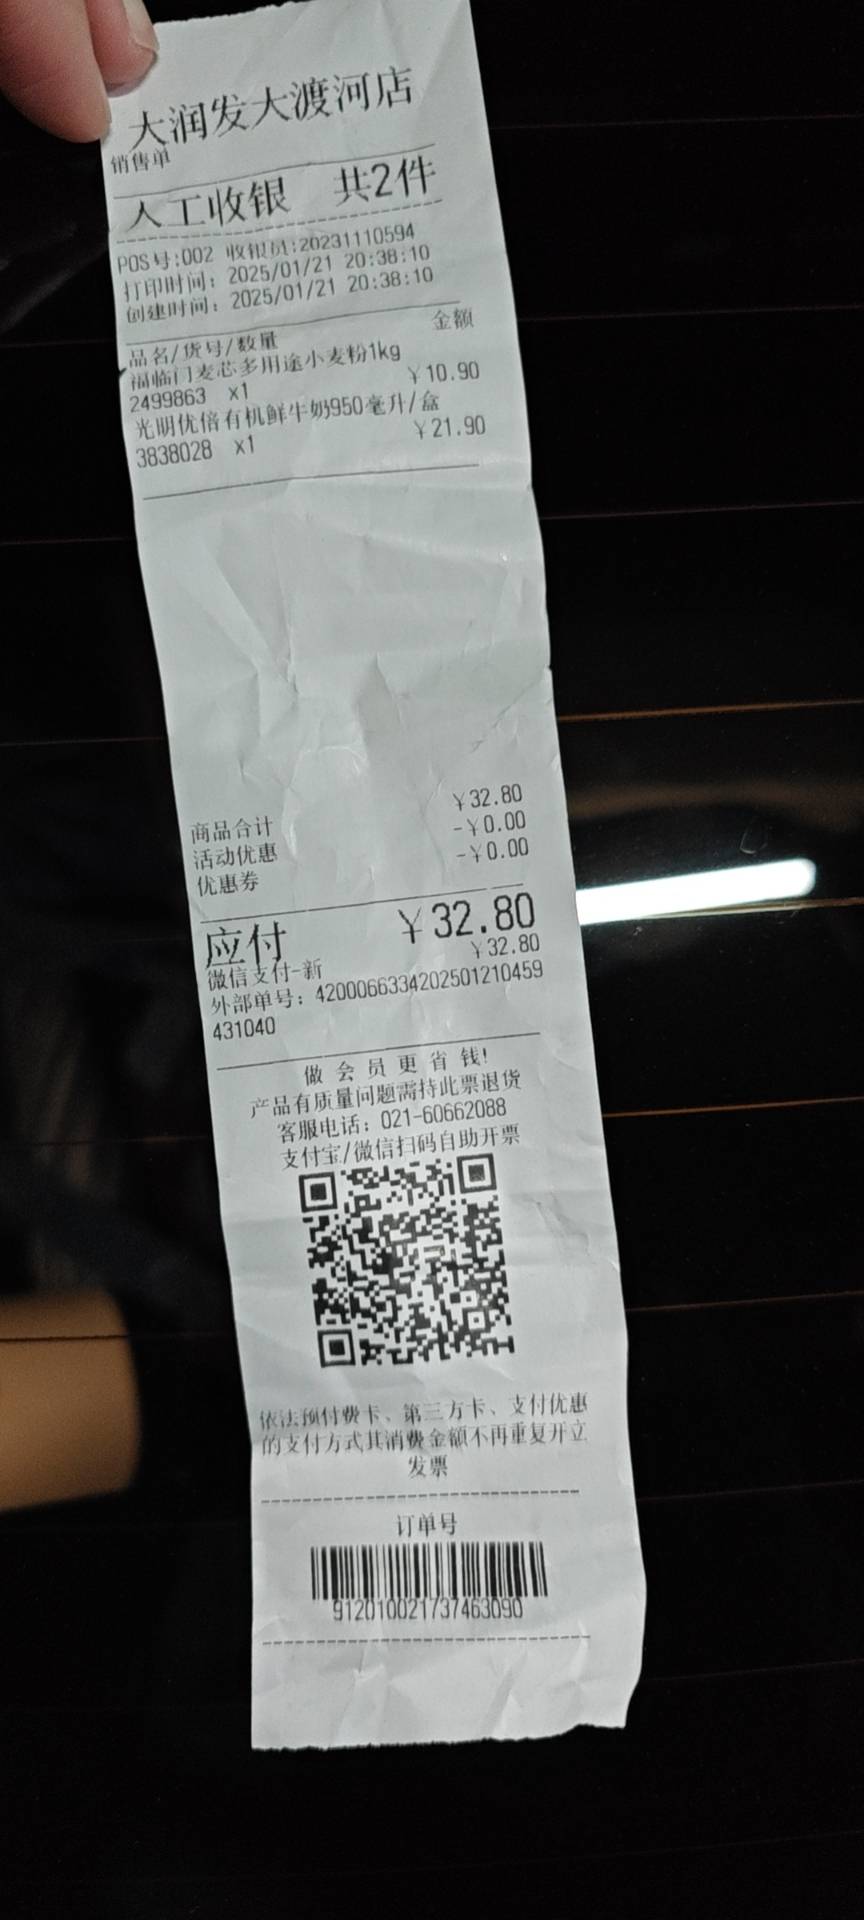 大润发大渡河店
销售单
人工收银 共2件
POS号:002 收银员:20231110594
打印时间: 2025/01/21 20:38:10
创建时间: 2025/01/21 20:38:10
品名/货号/数量 金额
福临门麦芯多用途小麦粉1kg
2499863 x1 ¥10.90
光明优倍有机鲜牛奶950毫升/盒
3838028 x1 ¥21.90
商品合计 ¥32.80
活动优惠 -¥0.00
优惠券 -¥0.00
应付 ¥32.80
微信支付-新 ¥32.80
外部单号: 4200066334202501210459
431040
做会员更省钱!
产品有质量问题需持此票退货
客服电话: 021-60662088
支付宝/微信扫码自助开票
依法预付费卡、第三方卡、支付优惠
的支付方式其消费金额不再重复开立
发票
订单号
912010021737463090